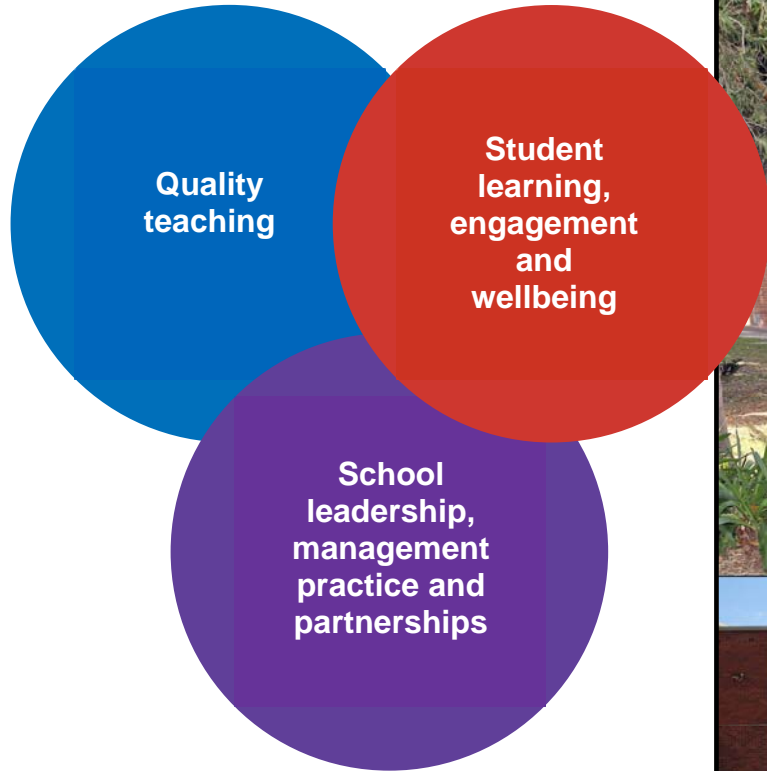 Quality
teaching
Student
learning,
engagement
and
wellbeing
School
leadership,
management
practice and
partnerships